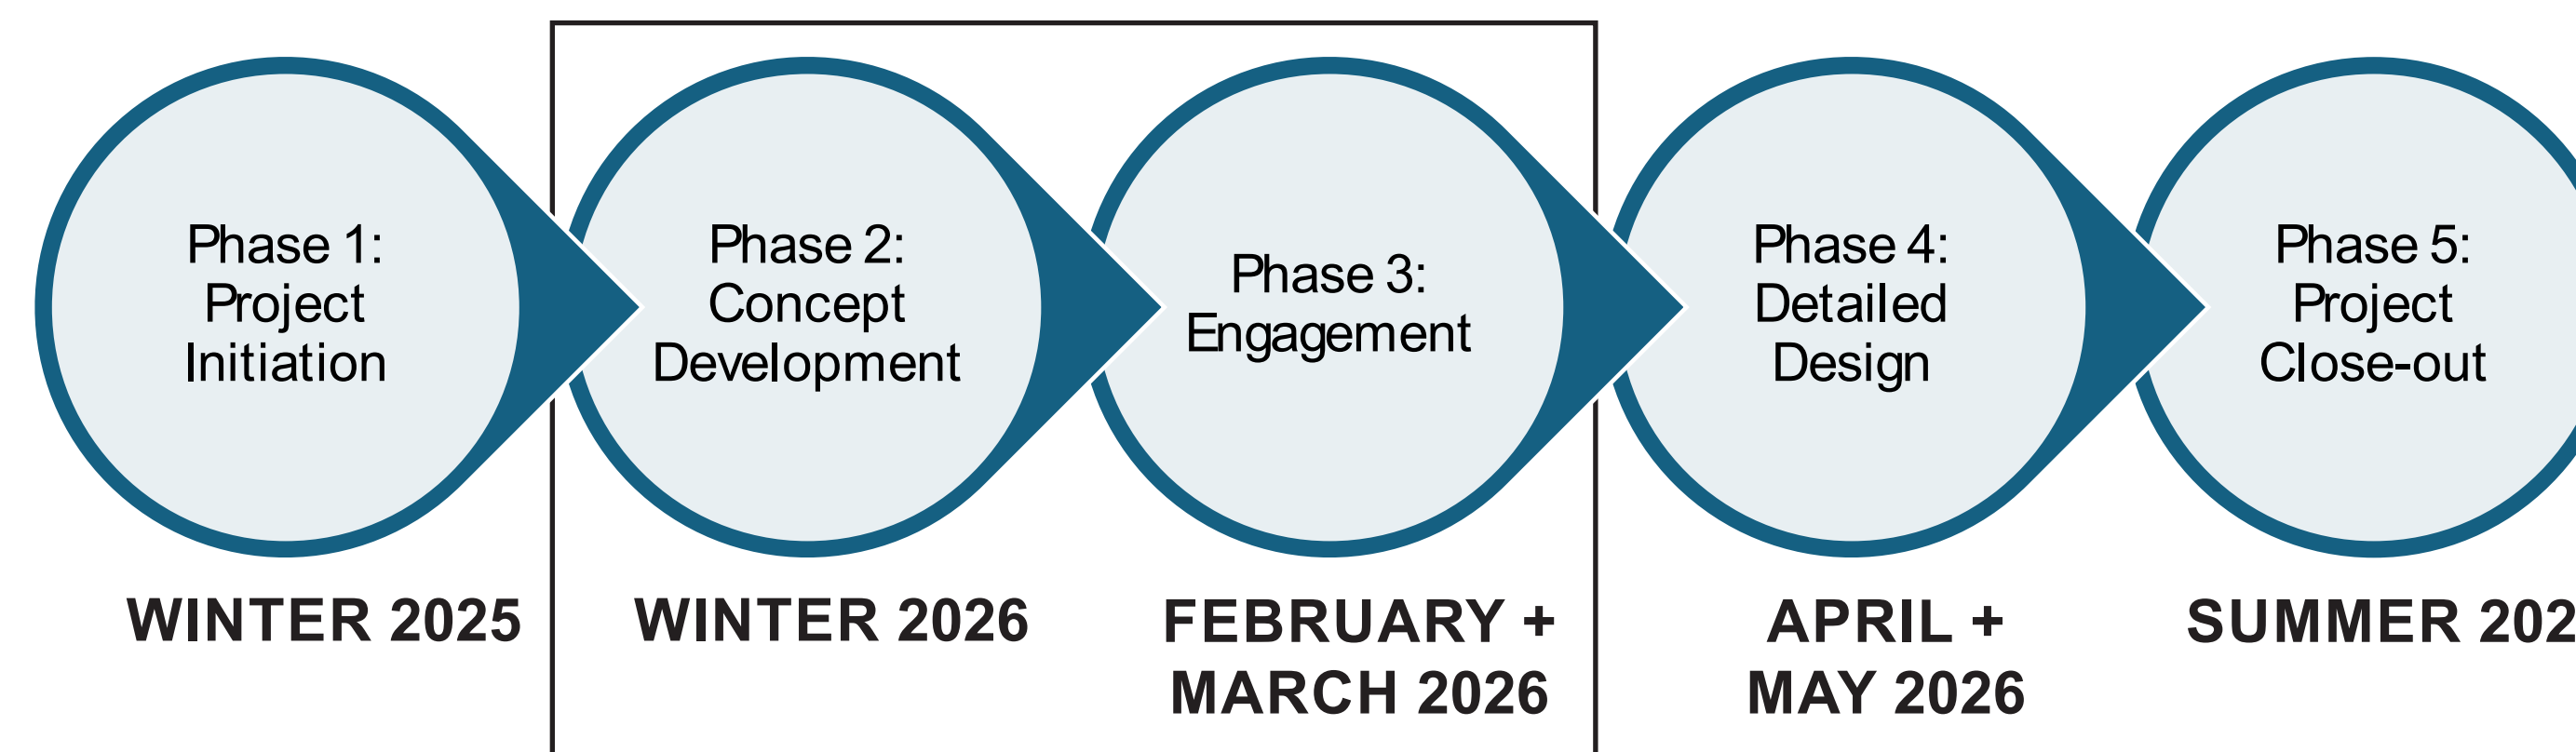 Phase 1:
Project
Initiation
Phase 2:
Concept
Development
Phase 3:
Engagement
Phase 4:
Detailed
Design
Phase 5:
Project
Close-out
WINTER 2025
WINTER 2026
FEBRUARY +
MARCH 2026
APRIL +
MAY 2026
SUMMER